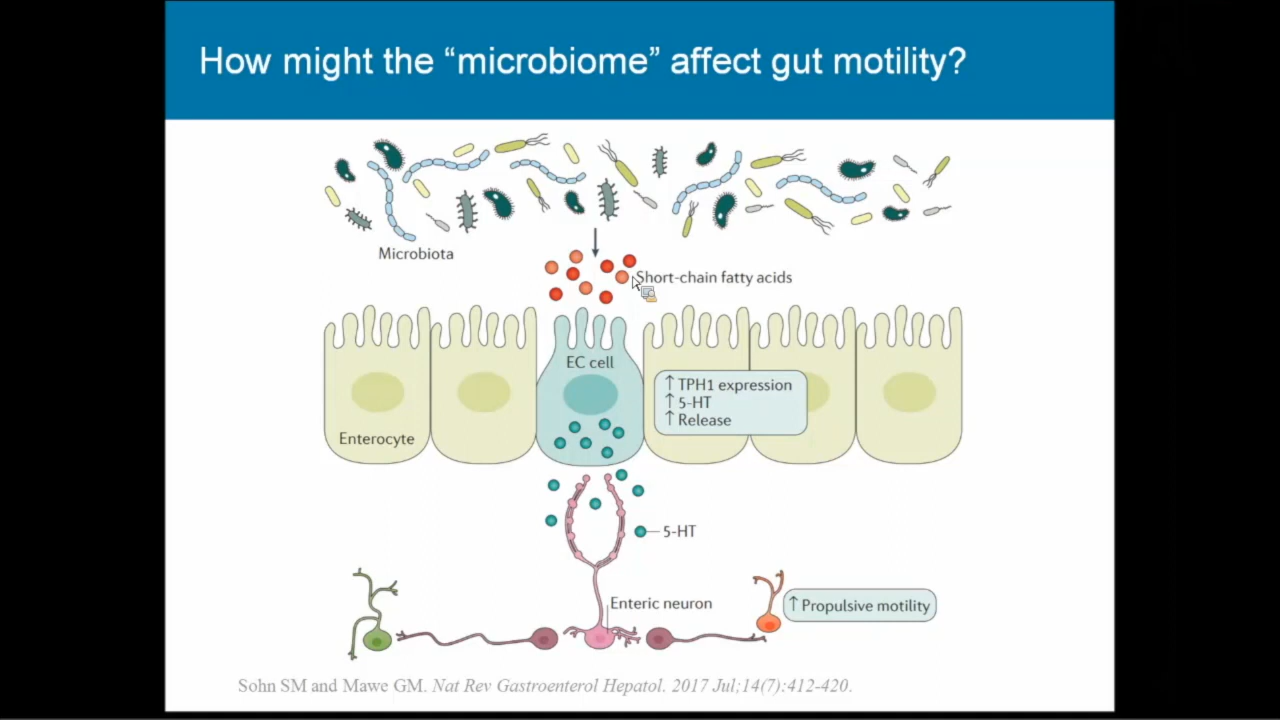 How might the “microbiome” affect gut motility?
Microbiota
Short-chain fatty acids
EC cell
↑ TPH1 expression
↑ 5-HT
↑ Release
Enterocyte
5-HT
Enteric neuron
↑ Propulsive motility
Sohn SM and Mawe GM. Nat Rev Gastroenterol Hepatol. 2017 Jul;14(7):412-420.